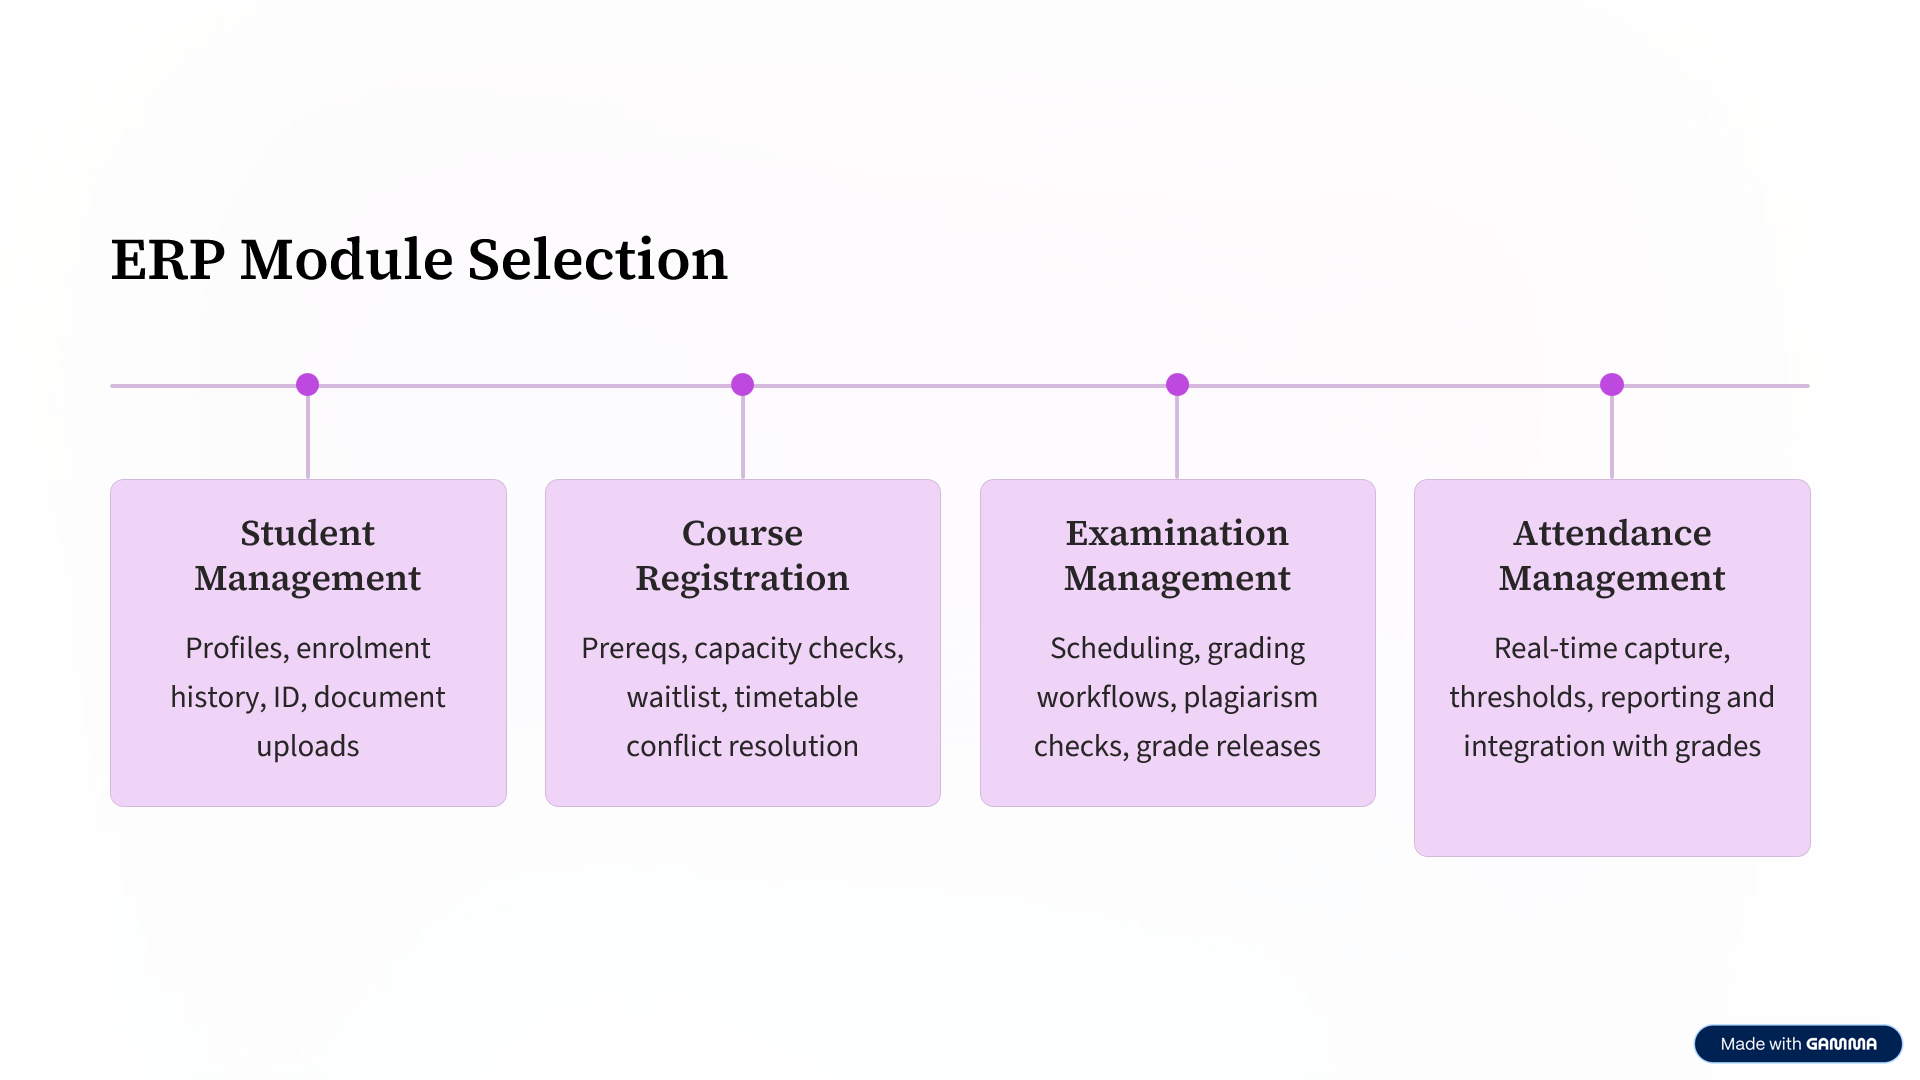 ERP Module Selection
Student
Management
Profiles, enrolment
history, ID, document
uploads
Course
Registration
Prereqs, capacity checks,
waitlist, timetable
conflict resolution
Examination
Management
Scheduling, grading
workflows, plagiarism
checks, grade releases
Attendance
Management
Real-time capture,
thresholds, reporting and
integration with grades
Made with GAMMA